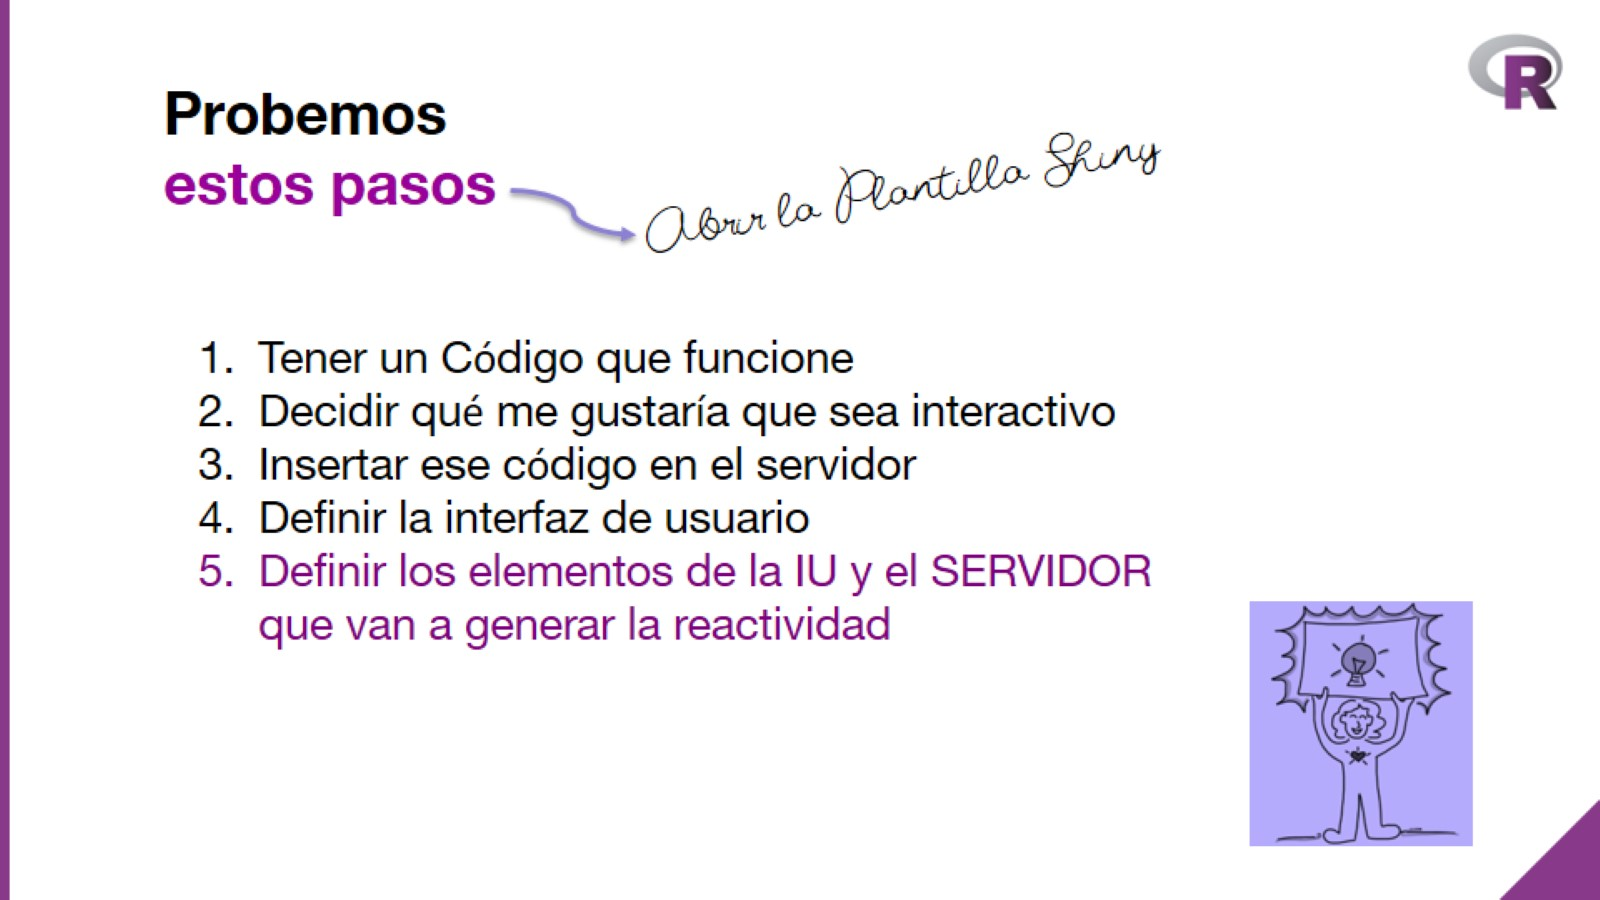 R
Probemos
estos pasos
Abrir la Plantilla Shiny
1. Tener un Código que funcione
2. Decidir qué me gustaría que sea interactivo
3. Insertar ese código en el servidor
4. Definir la interfaz de usuario
5. Definir los elementos de la IU y el SERVIDOR
que van a generar la reactividad